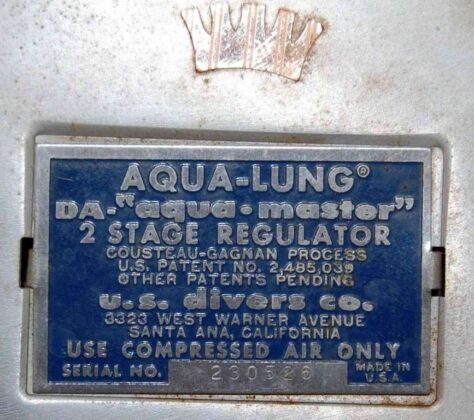 AQUA-LUNG®
DA-"aqua·master"
2 STAGE REGULATOR
COUSTEAU-GAGNAN PROCESS
U.S. PATENT NO. 2,485,039
OTHER PATENTS PENDING
u.s. divers co.
3323 WEST WARNER AVENUE
SANTA ANA, CALIFORNIA
USE COMPRESSED AIR ONLY
SERIAL NO. 230526 MADE IN U.S.A.